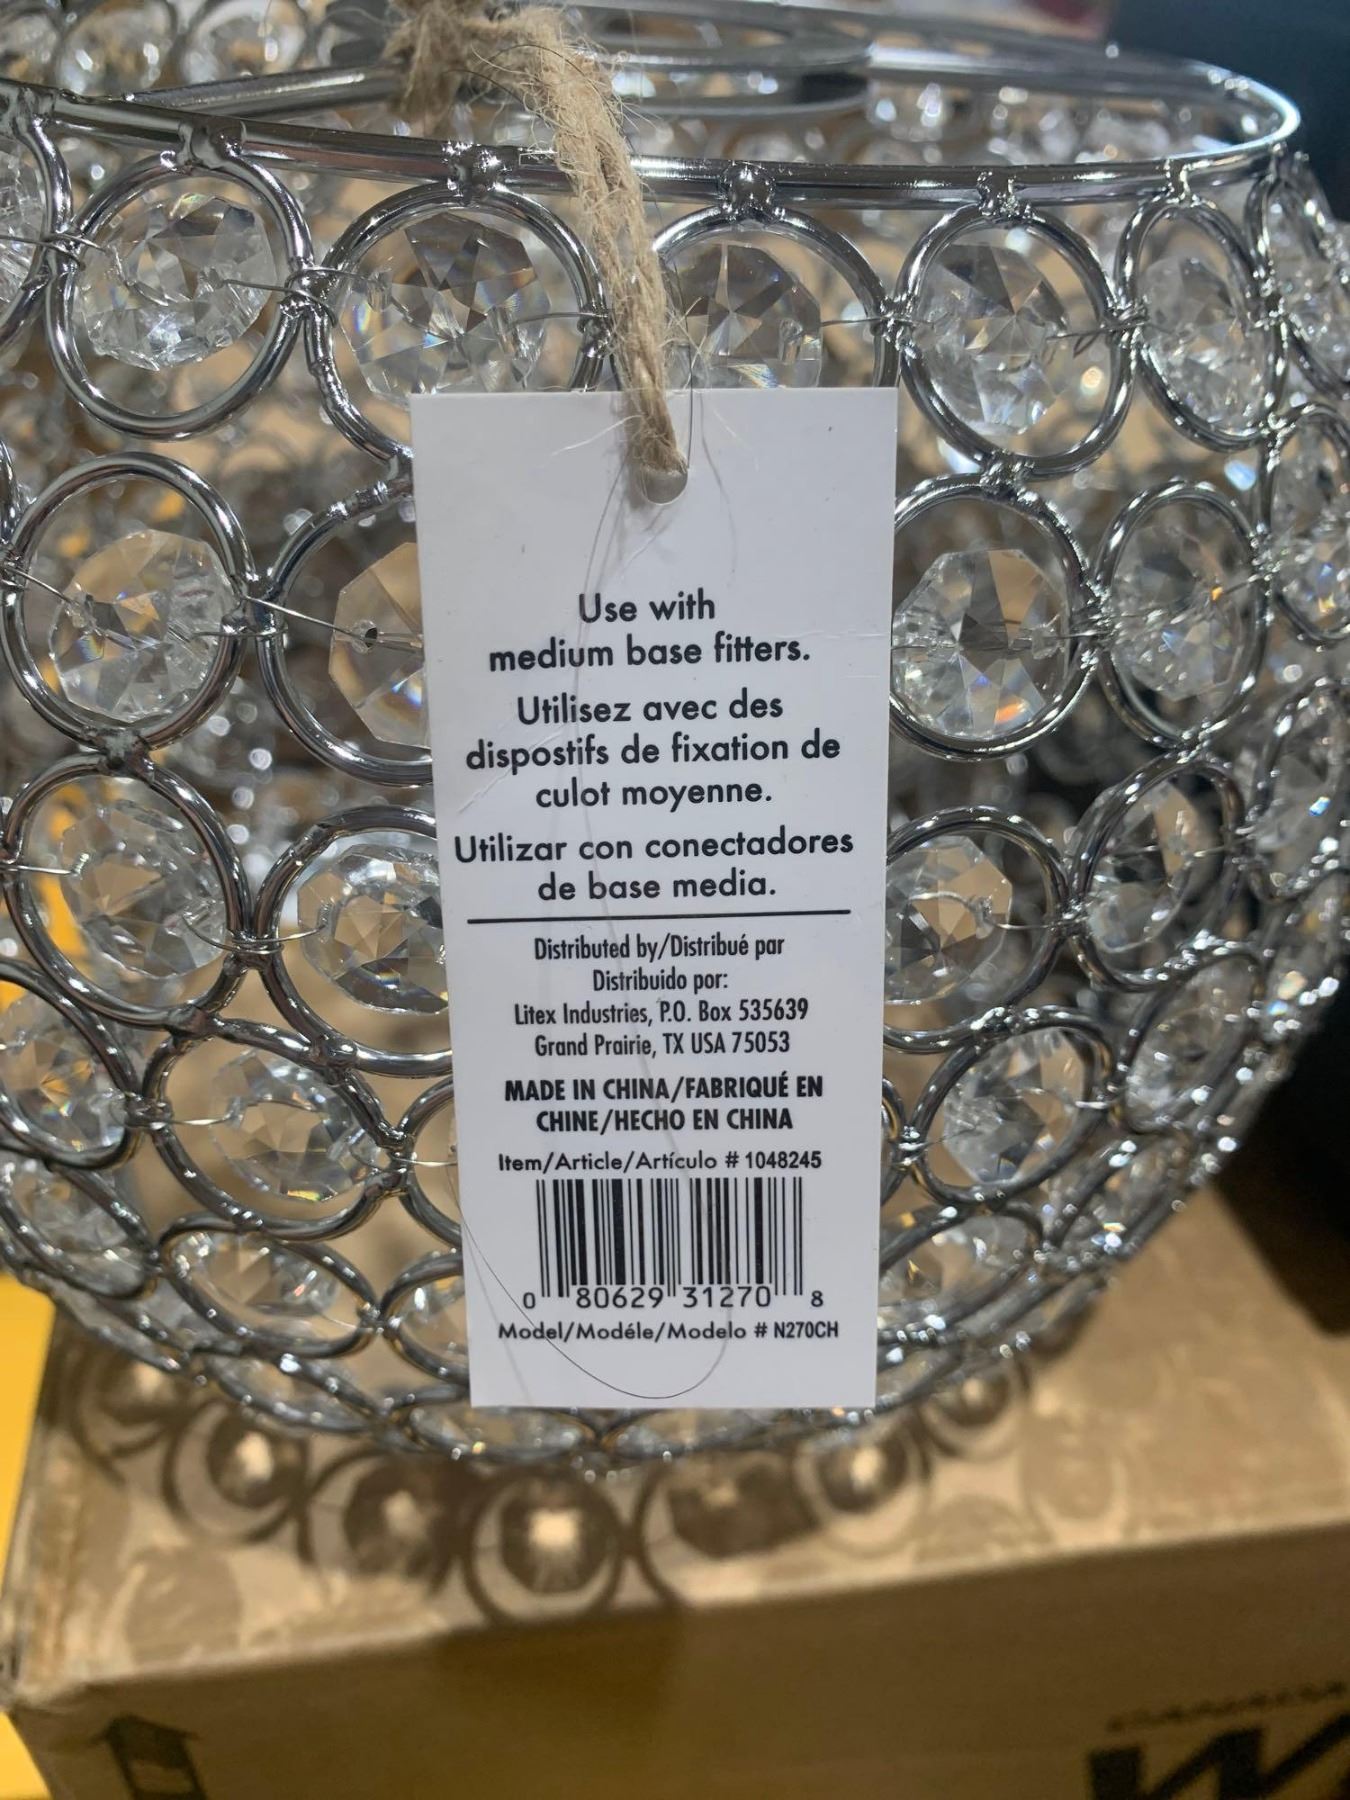 Use with
medium base fitters.
Utilisez avec des
dispostifs de fixation de
culot moyenne.
Utilizar con conectadores
de base media.
Distributed by/Distribué par
Distribuido por:
Litex Industries, P.O. Box 535639
Grand Prairie, TX USA 75053
MADE IN CHINA/FABRIQUÉ EN
CHINE/HECHO EN CHINA
Item/Article/Artículo # 1048245
0 80629 31270 8
Model/Modéle/Modelo # N270CH